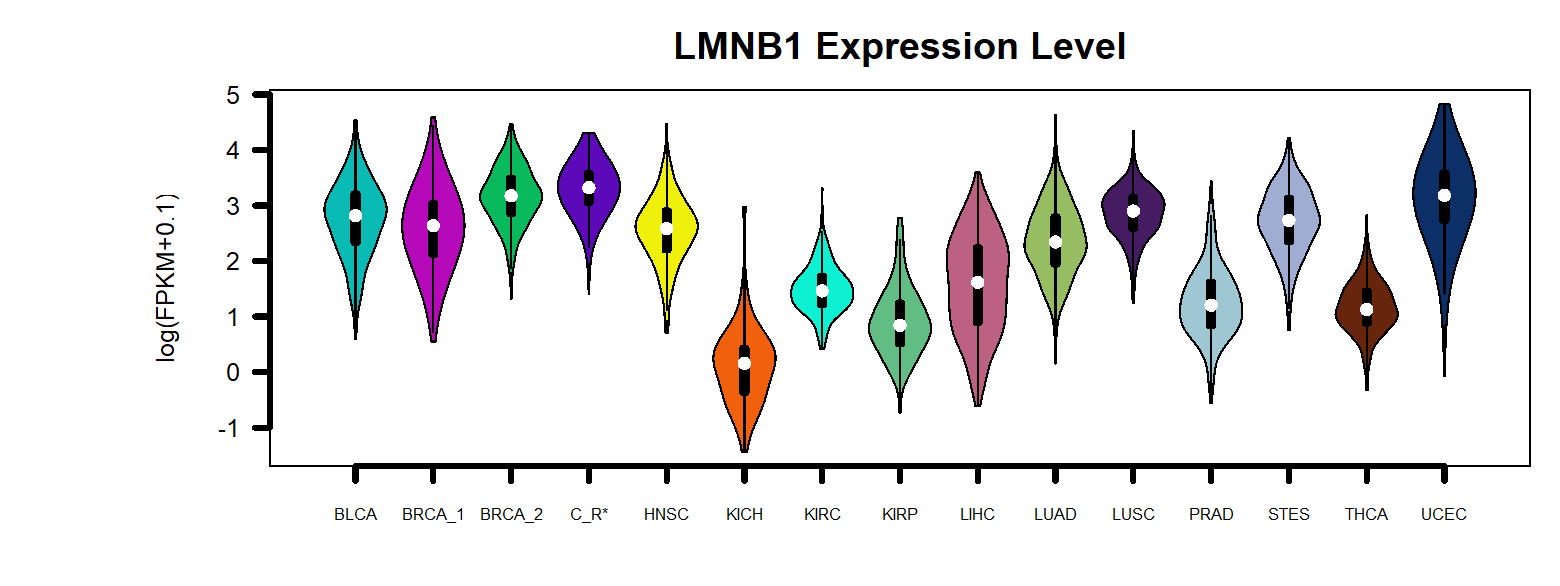 LMNB1 Expression Level
log(FPKM+0.1)
5
4
3
2
1
0
-1
BLCA BRCA_1 BRCA_2 C_R* HNSC KICH KIRC KIRP LIHC LUAD LUSC PRAD STES THCA UCEC